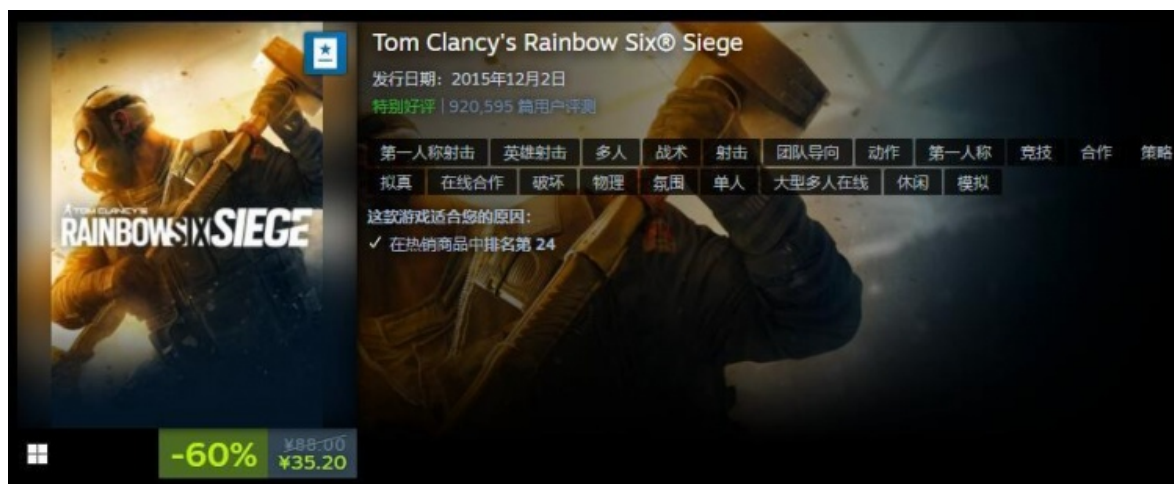 Tom Clancy's Rainbow Six® Siege
发行日期：2015年12月2日
特别好评 | 920,595 篇用户评测
第一人称射击 英雄射击 多人 战术 射击 团队导向 动作 第一人称 竞技 合作 策略
拟真 在线合作 破坏 物理 氛围 单人 大型多人在线 休闲 模拟
这款游戏适合您的原因：
✓ 在热销商品中排名第 24
TOM CLANCY'S
RAINBOWSIX SIEGE
-60%
¥88.00
¥35.20